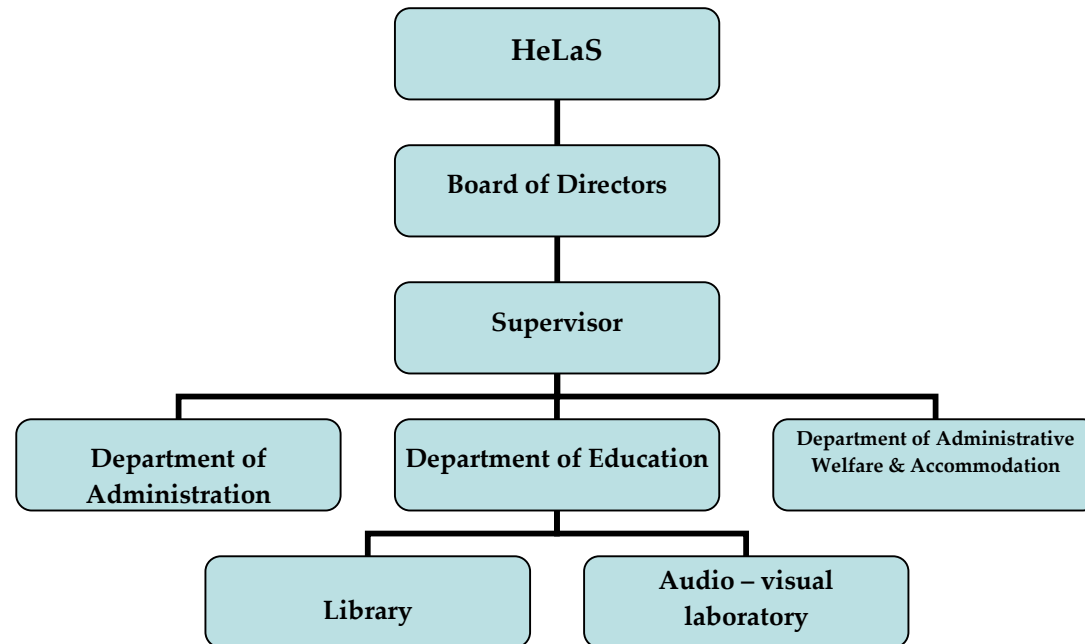 HeLaS
Board of Directors
Supervisor
Department of
Administration
Department of Education
Department of Administrative
Welfare & Accommodation
Library
Audio – visual
laboratory